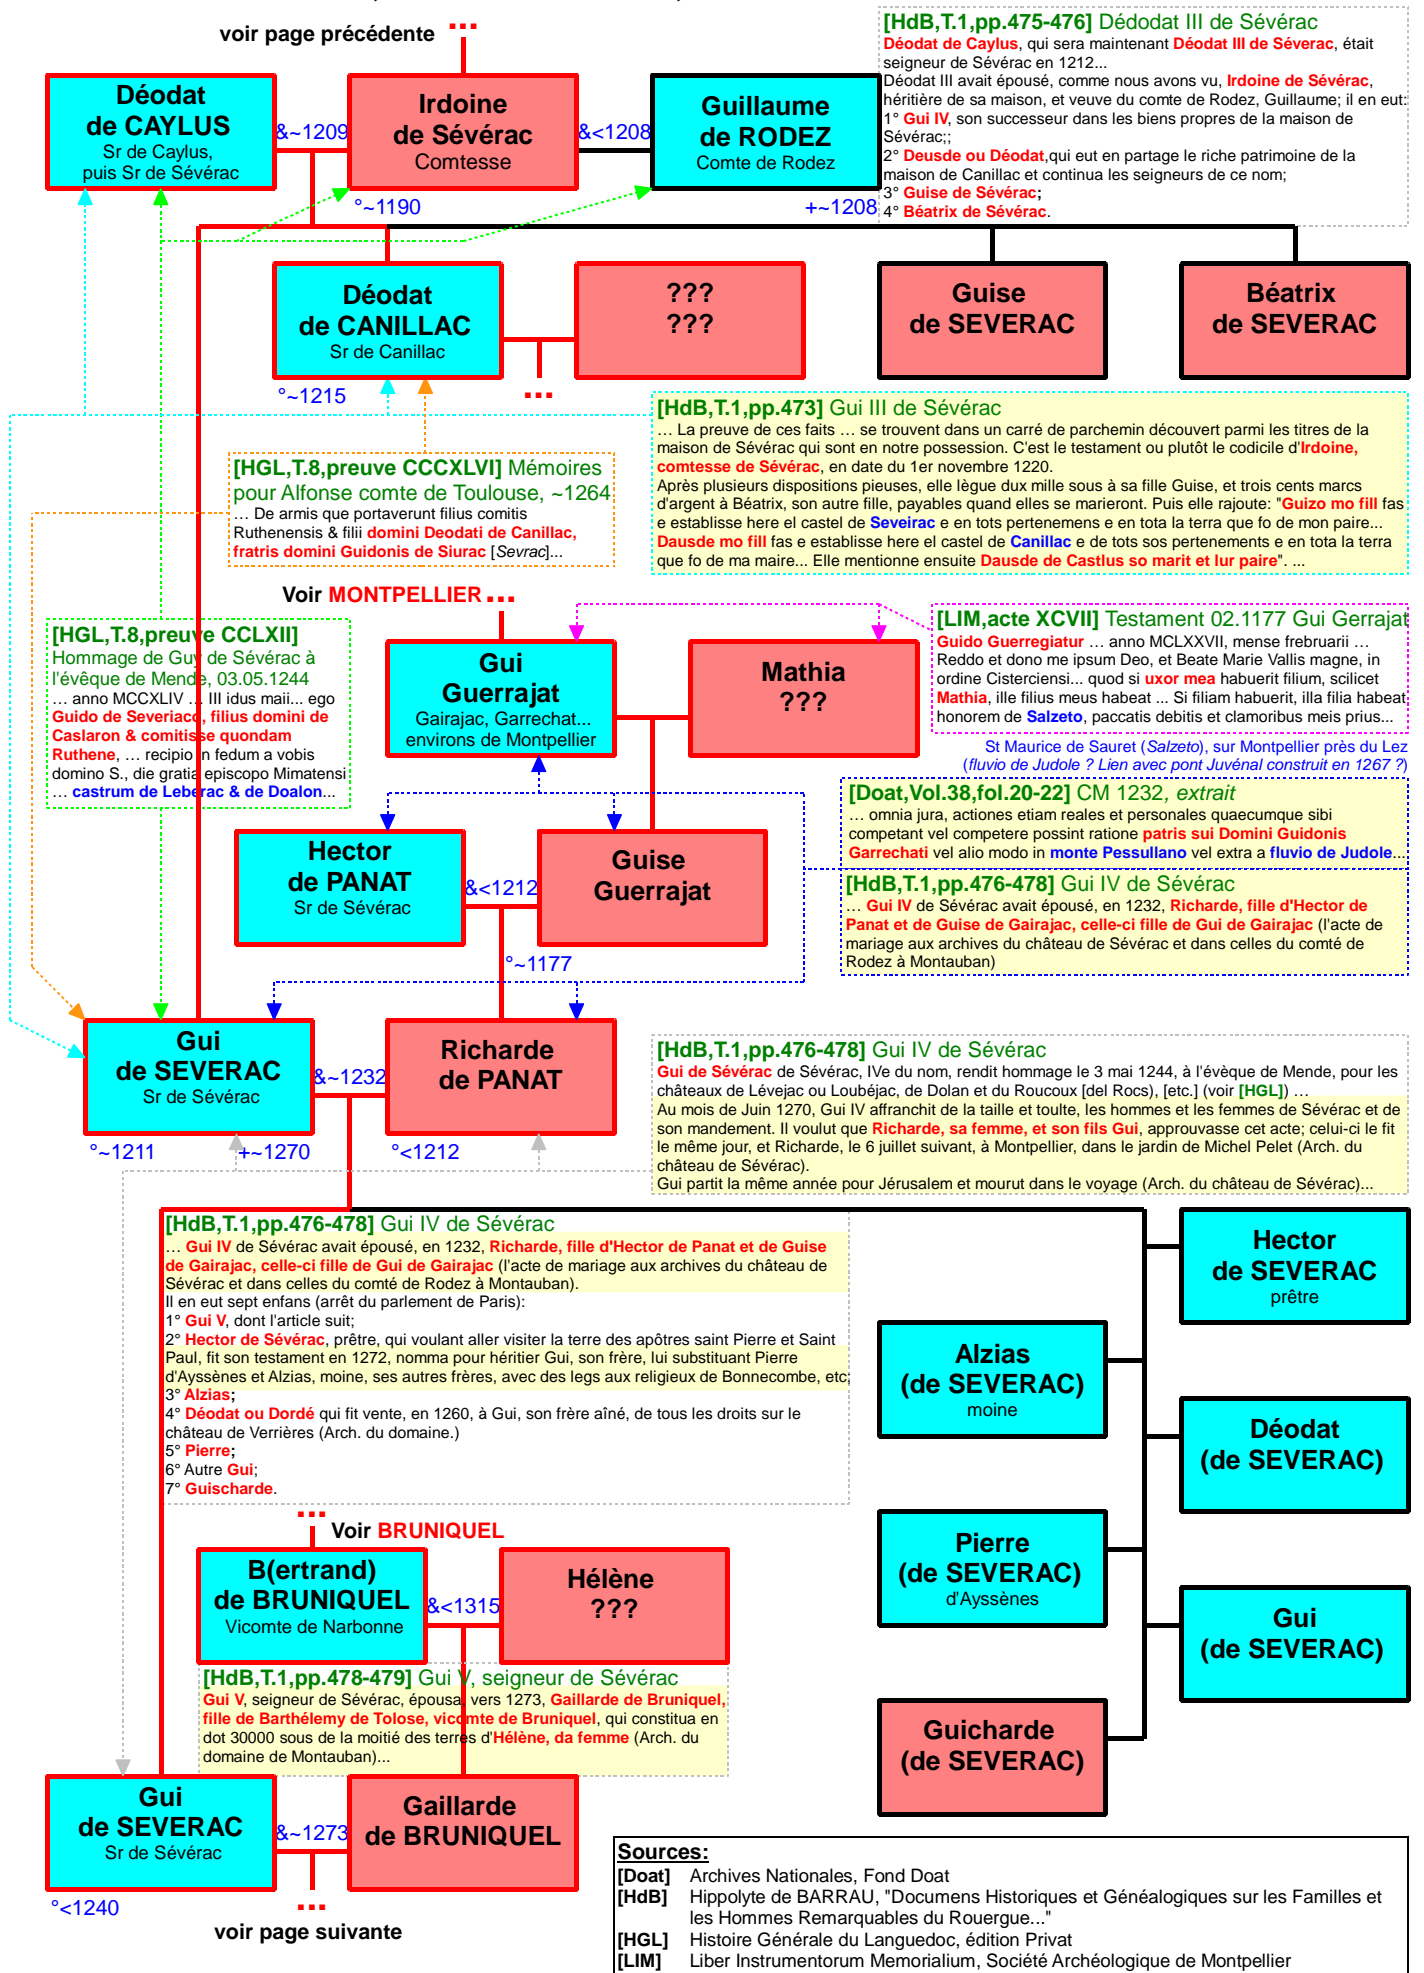 voir page précédente ...
[HdB,T.1,pp.475-476] Dédodat III de Sévérac
Déodat de Caylus, qui sera maintenant Déodat III de Séverac, était
seigneur de Sévérac en 1212...
Déodat III avait épousé, comme nous avons vu, Irdoine de Sévérac,
héritière de sa maison, et veuve du comte de Rodez, Guillaume; il en eut:
1° Gui IV, son successeur dans les biens propres de la maison de
Sévérac;;
2° Deusde ou Déodat,qui eut en partage le riche patrimoine de la
maison de Canillac et continua les seigneurs de ce nom;
3° Guise de Sévérac;
4° Béatrix de Sévérac.
Déodat
de CAYLUS
Sr de Caylus,
puis Sr de Sévérac
&~1209
Irdoine
de Sévérac
Comtesse
&<1208
Guillaume
de RODEZ
Comte de Rodez
°~1190
+~1208
Déodat
de CANILLAC
Sr de Canillac
???
???
Guise
de SEVERAC
Béatrix
de SEVERAC
°~1215
...
[HdB,T.1,pp.473] Gui III de Sévérac
... La preuve de ces faits ... se trouvent dans un carré de parchemin découvert parmi les titres de la
maison de Sévérac qui sont en notre possession. C'est le testament ou plutôt le codicile d'Irdoine,
comtesse de Sévérac, en date du 1er novembre 1220.
Après plusieurs dispositions pieuses, elle lègue dux mille sous à sa fille Guise, et trois cents marcs
d'argent à Béatrix, son autre fille, payables quand elles se marieront. Puis elle rajoute: "Guizo mo fill fas
e establisse here el castel de Seveirac e en tots pertenemens e en tota la terra que fo de mon paire...
Dausde mo fill fas e establisse here el castel de Canillac e de tots sos pertenements e en tota la terra
que fo de ma maire... Elle mentionne ensuite Dausde de Castlus so marit et lur paire". ...
[HGL,T.8,preuve CCCXLVI] Mémoires
pour Alfonse comte de Toulouse, ~1264
... De armis que portaverunt filius comitis
Ruthenensis & filii domini Deodati de Canillac,
fratris domini Guidonis de Siurac [Sevrac]...
Voir MONTPELLIER ...
[HGL,T.8,preuve CCLXII]
Hommage de Guy de Sévérac à
l'évêque de Mende, 03.05.1244
... anno MCCXLIV ... III idus maii... ego
Guido de Severiaco, filius domini de
Caslaron & comitisse quondam
Ruthene, ... recipio in fedum a vobis
domino S., die gratia episcopo Mimatensi
... castrum de Leberac & de Doalon...
Gui
Guerrajat
Gairajac, Garrechat...
environs de Montpellier
Mathia
???
[LIM,acte XCVII] Testament 02.1177 Gui Gerrajat
Guido Guerregiatur ... anno MCLXXVII, mense frebruarii ...
Reddo et dono me ipsum Deo, et Beate Marie Vallis magne, in
ordine Cisterciensi... quod si uxor mea habuerit filium, scilicet
Mathia, ille filius meus habeat ... Si filiam habuerit, illa filia habeat
honorem de Salzeto, paccatis debitis et clamoribus meis prius...
St Maurice de Sauret (Salzeto), sur Montpellier près du Lez
(fluvio de Judole ? Lien avec pont Juvénal construit en 1267 ?)
[Doat,Vol.38,fol.20-22] CM 1232, extrait
... omnia jura, actiones etiam reales et personales quaecumque sibi
competant vel competere possint ratione patris sui Domini Guidonis
Garrechati vel alio modo in monte Pessullano vel extra a fluvio de Judole...
Hector
de PANAT
Sr de Sévérac
&<1212
Guise
Guerrajat
°~1177
[HdB,T.1,pp.476-478] Gui IV de Sévérac
... Gui IV de Sévérac avait épousé, en 1232, Richarde, fille d'Hector de
Panat et de Guise de Gairajac, celle-ci fille de Gui de Gairajac (l'acte de
mariage aux archives du château de Sévérac et dans celles du comté de
Rodez à Montauban)
Gui
de SEVERAC
Sr de Sévérac
&~1232
Richarde
de PANAT
°~1211
+~1270
°<1212
[HdB,T.1,pp.476-478] Gui IV de Sévérac
Gui de Sévérac de Sévérac, IVe du nom, rendit hommage le 3 mai 1244, à l'évèque de Mende, pour les
châteaux de Lévejac ou Loubéjac, de Dolan et du Roucoux [del Rocs), [etc.] (voir [HGL]) ...
Au mois de Juin 1270, Gui IV affranchit de la taille et toulte, les hommes et les femmes de Sévérac et de
son mandement. Il voulut que Richarde, sa femme, et son fils Gui, approuvasse cet acte; celui-ci le fit
le même jour, et Richarde, le 6 juillet suivant, à Montpellier, dans le jardin de Michel Pelet (Arch. du
château de Sévérac).
Gui partit la même année pour Jérusalem et mourut dans le voyage (Arch. du château de Sévérac)...
[HdB,T.1,pp.476-478] Gui IV de Sévérac
... Gui IV de Sévérac avait épousé, en 1232, Richarde, fille d'Hector de Panat et de Guise
de Gairajac, celle-ci fille de Gui de Gairajac (l'acte de mariage aux archives du château de
Sévérac et dans celles du comté de Rodez à Montauban).
Il en eut sept enfans (arrêt du parlement de Paris):
1° Gui V, dont l'article suit;
2° Hector de Sévérac, prêtre, qui voulant aller visiter la terre des apôtres saint Pierre et Saint
Paul, fit son testament en 1272, nomma pour héritier Gui, son frère, lui substituant Pierre
d'Ayssènes et Alzias, moine, ses autres frères, avec des legs aux religieux de Bonnecombe, etc;
3° Alzias;
4° Déodat ou Dordé qui fit vente, en 1260, à Gui, son frère aîné, de tous les droits sur le
château de Verrières (Arch. du domaine.)
5° Pierre;
6° Autre Gui;
7° Guischarde.
Hector
de SEVERAC
prêtre
Alzias
(de SEVERAC)
moine
Déodat
(de SEVERAC)
Pierre
(de SEVERAC)
d'Ayssènes
Gui
(de SEVERAC)
Guicharde
(de SEVERAC)
...
Voir BRUNIQUEL
B(ertrand)
de BRUNIQUEL
Vicomte de Narbonne
&<1315
Hélène
???
[HdB,T.1,pp.478-479] Gui V, seigneur de Sévérac
Gui V, seigneur de Sévérac, épousa, vers 1273, Gaillarde de Bruniquel,
fille de Barthélemy de Tolose, vicomte de Bruniquel, qui constitua en
dot 30000 sous de la moitié des terres d'Hélène, da femme (Arch. du
domaine de Montauban)...
Gui
de SEVERAC
Sr de Sévérac
&~1273
Gaillarde
de BRUNIQUEL
°<1240
...
voir page suivante
Sources:
[Doat] Archives Nationales, Fond Doat
[HdB] Hippolyte de BARRAU, "Documens Historiques et Généalogiques sur les Familles et
les Hommes Remarquables du Rouergue..."
[HGL] Histoire Générale du Languedoc, édition Privat
[LIM] Liber Instrumentorum Memorialium, Société Archéologique de Montpellier